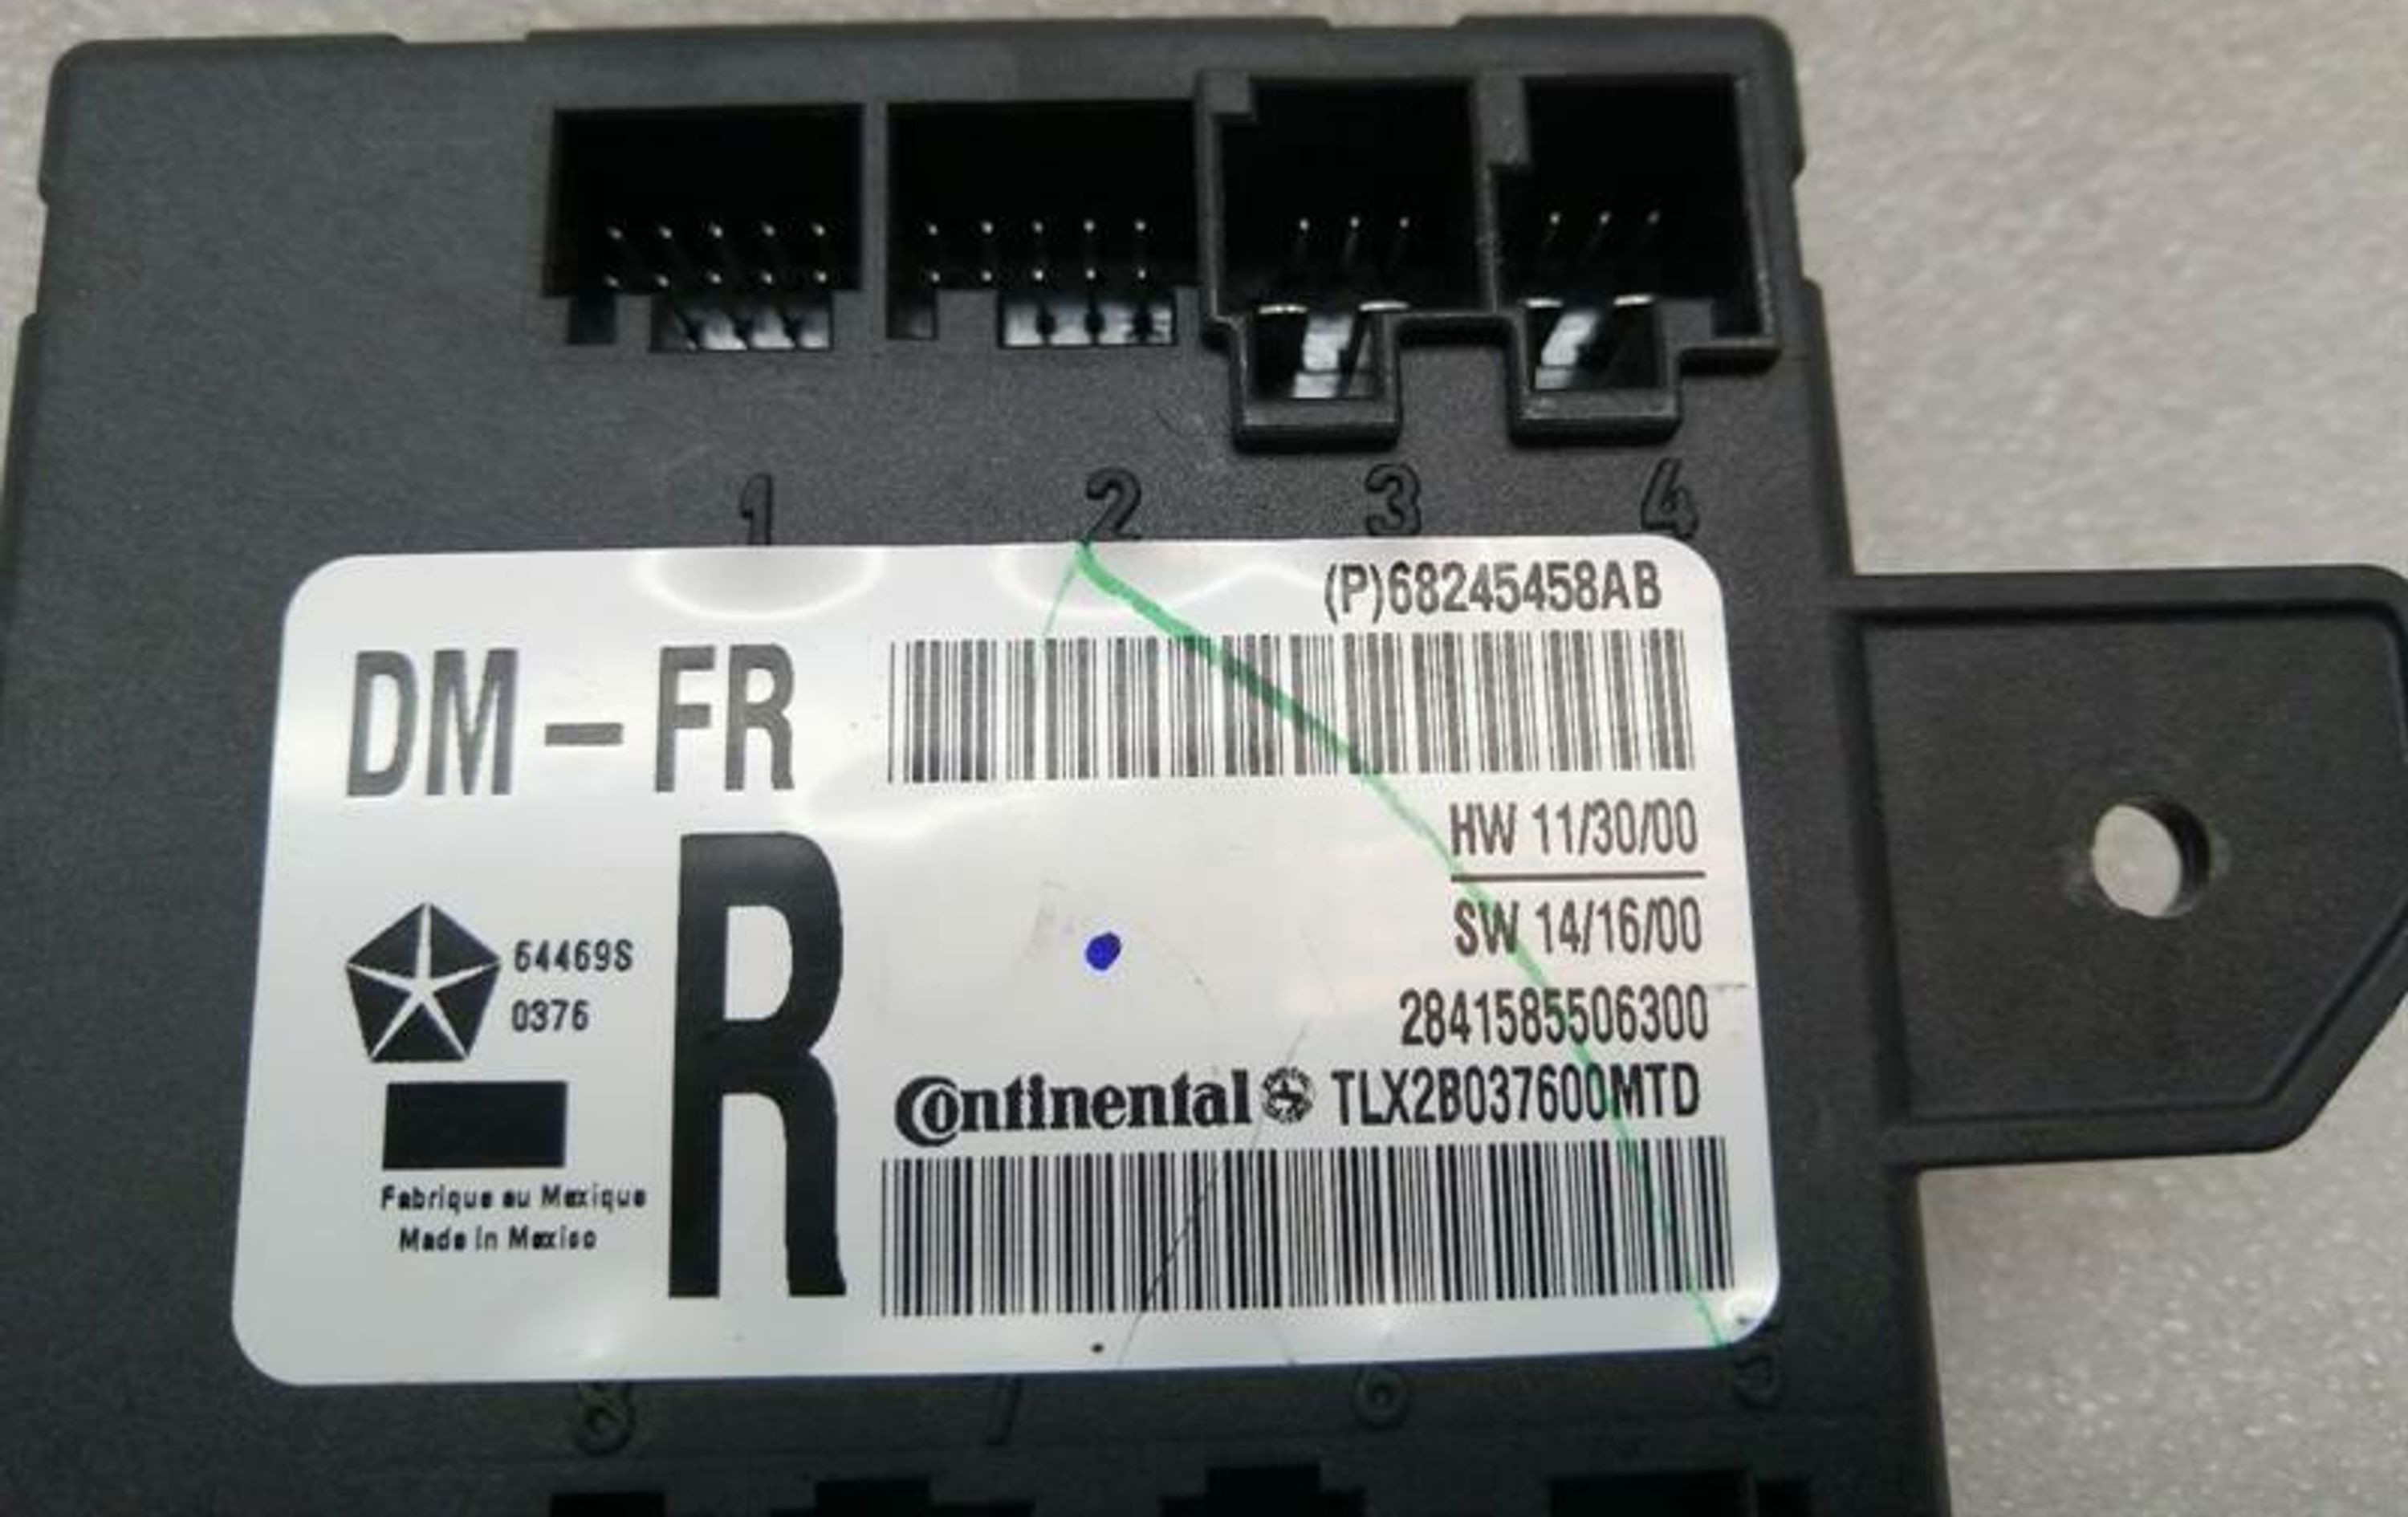 1 2 3 4
(P)68245458AB
DM-FR
HW 11/30/00
SW 14/16/00
R
64469S
0376
2841585506300
Continental TLX2B037600MTD
Fabrique au Mexique
Made in Mexico
8 7 6 5